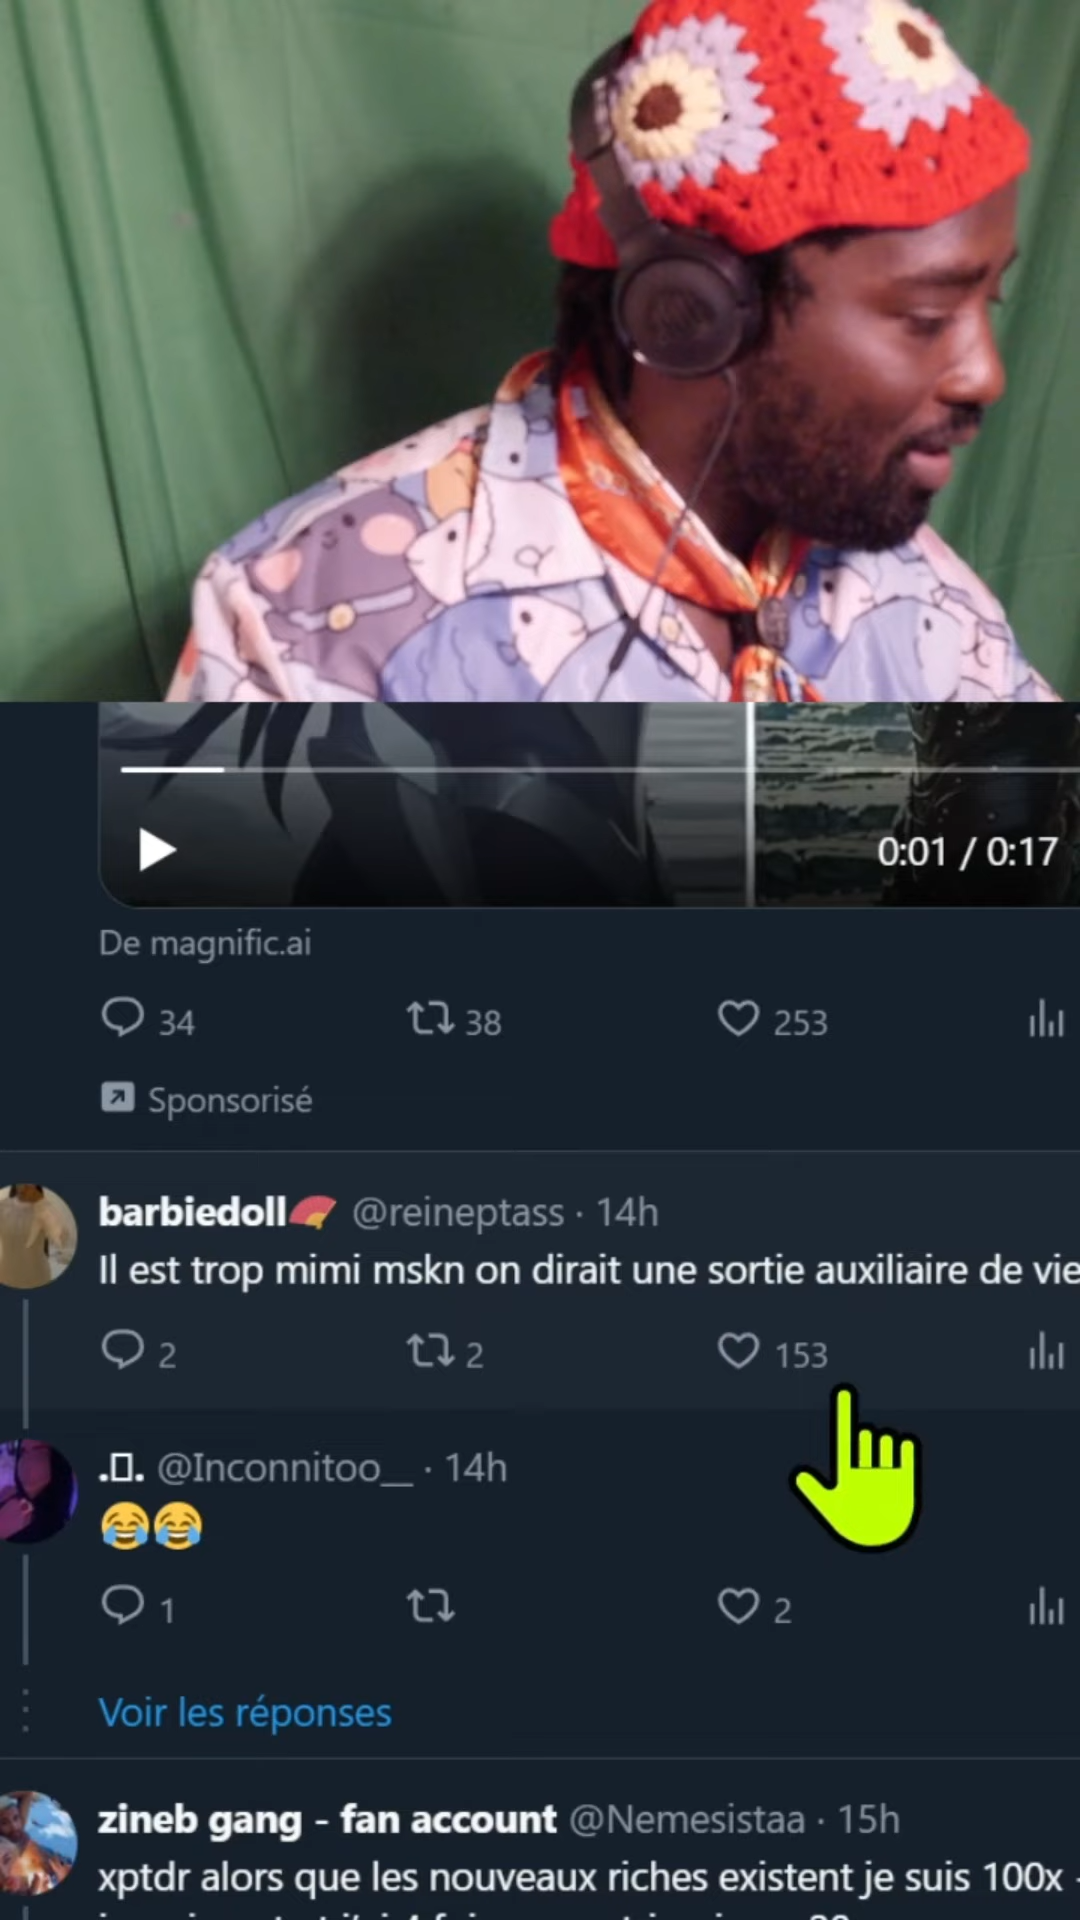 0:01 / 0:17
De magnific.ai
34 38 253
Sponsorisé
barbiedoll🪭 @reineptass · 14h
Il est trop mimi mskn on dirait une sortie auxiliaire de vie
2 2 153
.▯. @Inconnitoo__ · 14h
😂😂
1 2
Voir les réponses
zineb gang - fan account @Nemesistaa · 15h
xptdr alors que les nouveaux riches existent je suis 100x